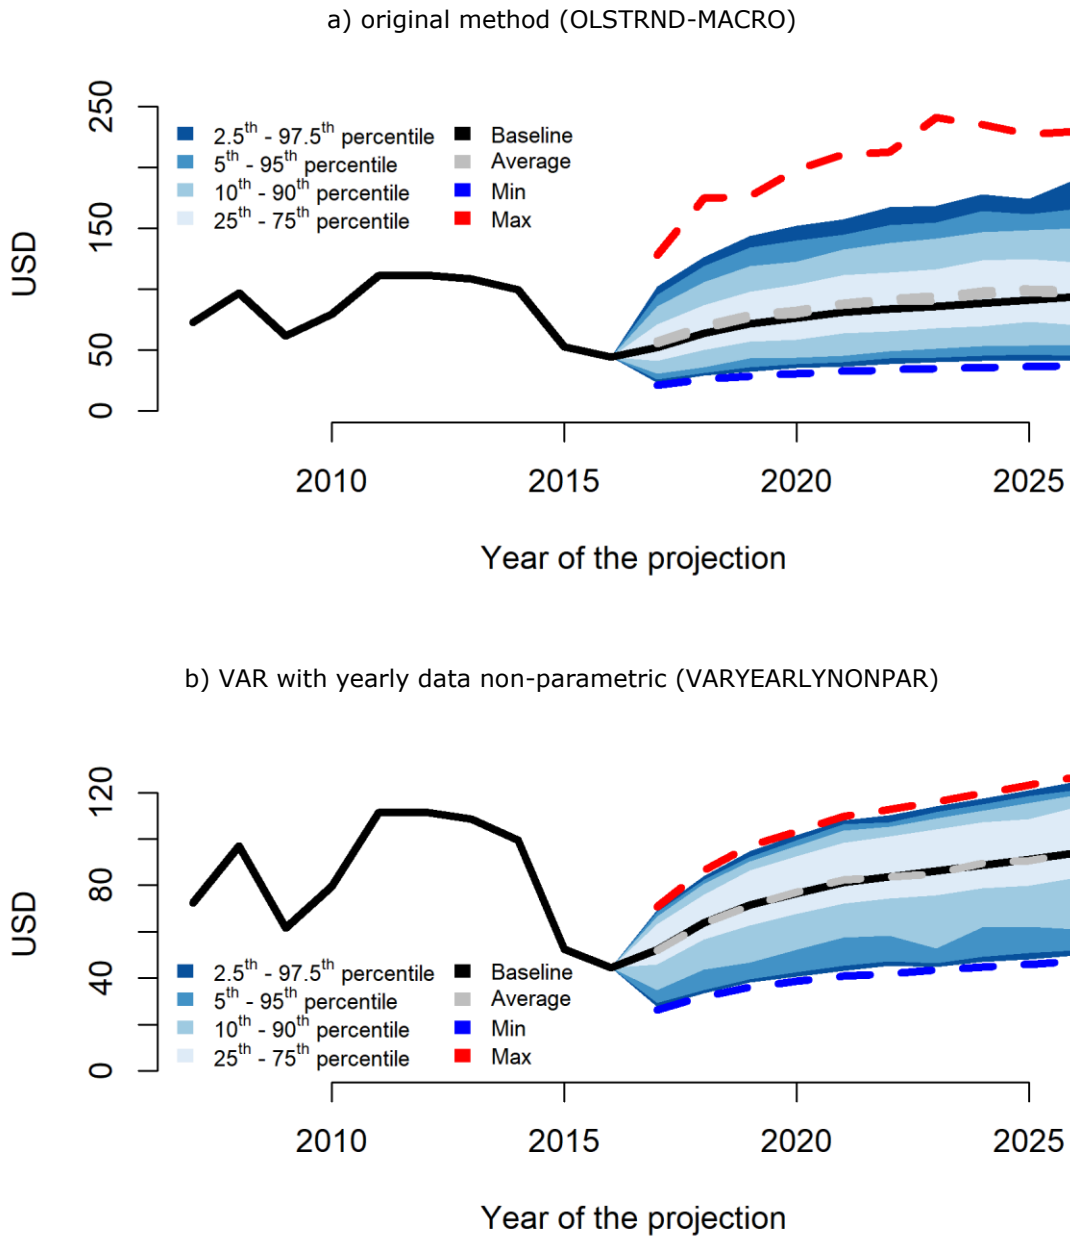 a) original method (OLSTRND-MACRO)
250
150
50
0
USD
2.5th - 97.5th percentile
5th - 95th percentile
10th - 90th percentile
25th - 75th percentile
Baseline
Average
Min
Max
2010 2015 2020 2025
Year of the projection
b) VAR with yearly data non-parametric (VARYEARLYNONPAR)
120
80
40
0
USD
2.5th - 97.5th percentile
5th - 95th percentile
10th - 90th percentile
25th - 75th percentile
Baseline
Average
Min
Max
2010 2015 2020 2025
Year of the projection